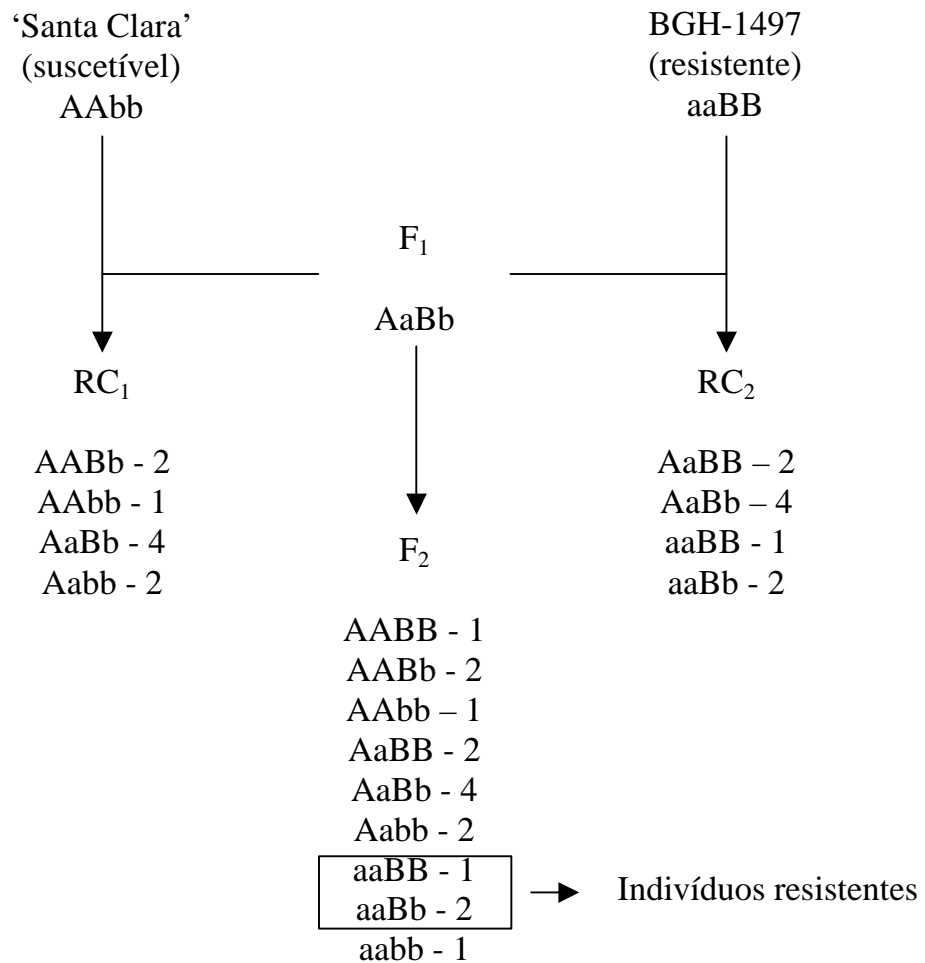 ‘Santa Clara’
(suscetível)
AAbb
BGH-1497
(resistente)
aaBB
F₁
AaBb
RC₁
AABb - 2
AAbb - 1
AaBb - 4
Aabb - 2
RC₂
AaBB – 2
AaBb – 4
aaBB - 1
aaBb - 2
F₂
AABB - 1
AABb - 2
AAbb – 1
AaBB - 2
AaBb - 4
Aabb - 2
aaBB - 1
aaBb - 2
aabb - 1
Indivíduos resistentes